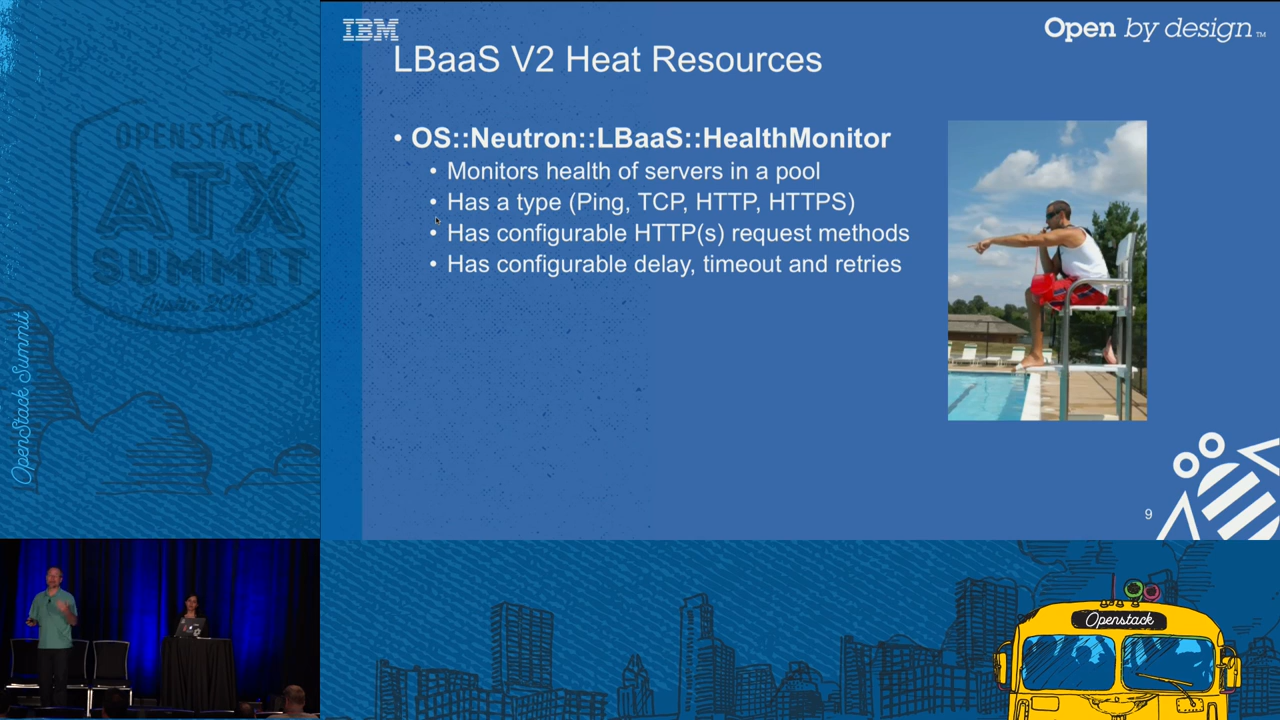 IBM
Open by design™
LBaaS V2 Heat Resources
• OS::Neutron::LBaaS::HealthMonitor
• Monitors health of servers in a pool
• Has a type (Ping, TCP, HTTP, HTTPS)
• Has configurable HTTP(s) request methods
• Has configurable delay, timeout and retries
9
OPENSTACK
ATX
SUMMIT
Austin 2016
OpenStack Summit
Openstack